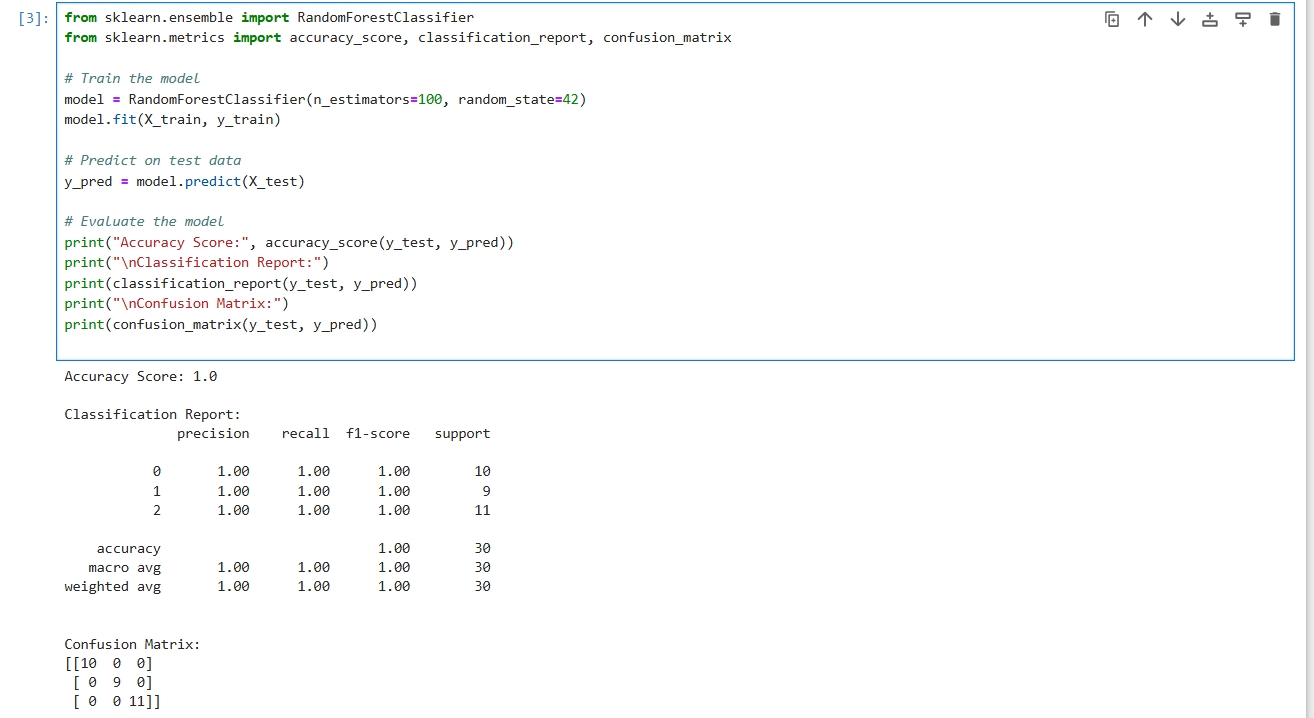 [3]:
from sklearn.ensemble import RandomForestClassifier
from sklearn.metrics import accuracy_score, classification_report, confusion_matrix
# Train the model
model = RandomForestClassifier(n_estimators=100, random_state=42)
model.fit(X_train, y_train)
# Predict on test data
y_pred = model.predict(X_test)
# Evaluate the model
print("Accuracy Score:", accuracy_score(y_test, y_pred))
print("\nClassification Report:")
print(classification_report(y_test, y_pred))
print("\nConfusion Matrix:")
print(confusion_matrix(y_test, y_pred))
Accuracy Score: 1.0
Classification Report:
              precision    recall  f1-score   support
           0       1.00      1.00      1.00        10
           1       1.00      1.00      1.00         9
           2       1.00      1.00      1.00        11
    accuracy                           1.00        30
   macro avg       1.00      1.00      1.00        30
weighted avg       1.00      1.00      1.00        30
Confusion Matrix:
[[10  0  0]
 [ 0  9  0]
 [ 0  0 11]]